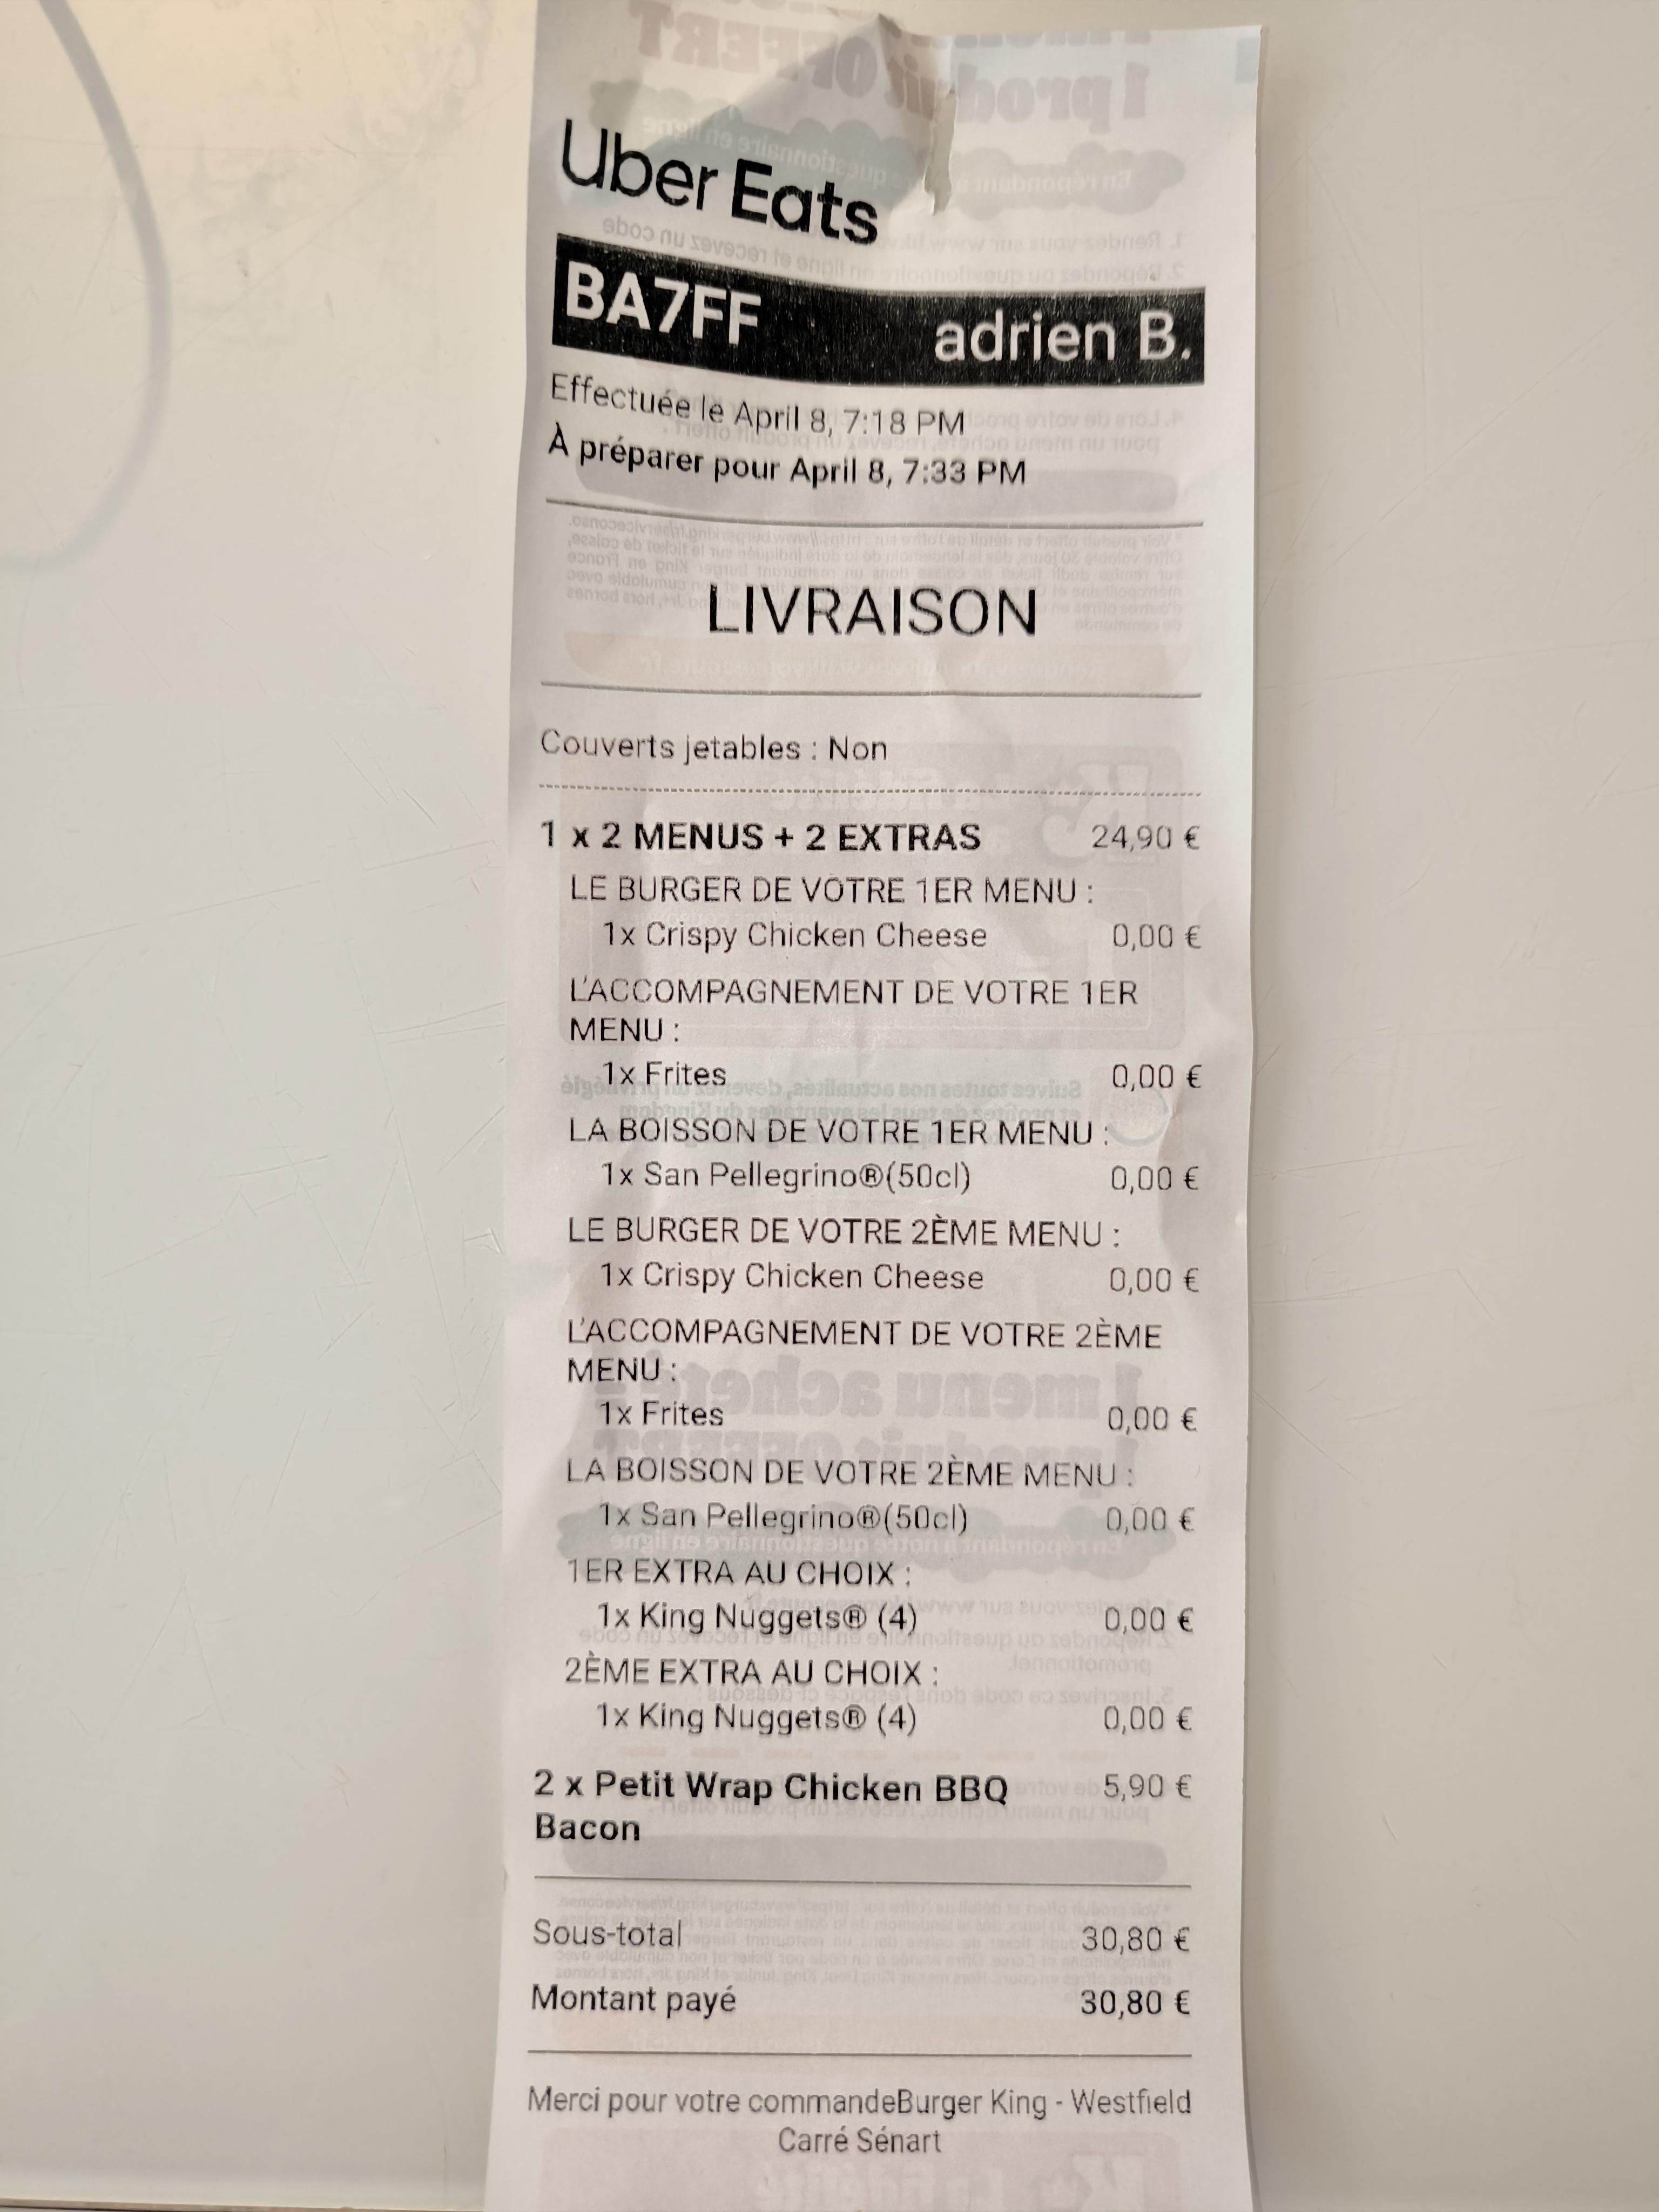 Uber Eats
BA7FF adrien B.
Effectuée le April 8, 7:18 PM
À préparer pour April 8, 7:33 PM
LIVRAISON
Couverts jetables : Non
1 x 2 MENUS + 2 EXTRAS 24,90 €
LE BURGER DE VOTRE 1ER MENU :
1x Crispy Chicken Cheese 0,00 €
L'ACCOMPAGNEMENT DE VOTRE 1ER
MENU :
1x Frites 0,00 €
LA BOISSON DE VOTRE 1ER MENU :
1x San Pellegrino®(50cl) 0,00 €
LE BURGER DE VOTRE 2ÈME MENU :
1x Crispy Chicken Cheese 0,00 €
L'ACCOMPAGNEMENT DE VOTRE 2ÈME
MENU :
1x Frites 0,00 €
LA BOISSON DE VOTRE 2ÈME MENU :
1x San Pellegrino®(50cl) 0,00 €
1ER EXTRA AU CHOIX :
1x King Nuggets® (4) 0,00 €
2ÈME EXTRA AU CHOIX :
1x King Nuggets® (4) 0,00 €
2 x Petit Wrap Chicken BBQ 5,90 €
Bacon
Sous-total 30,80 €
Montant payé 30,80 €
Merci pour votre commandeBurger King - Westfield
Carré Sénart